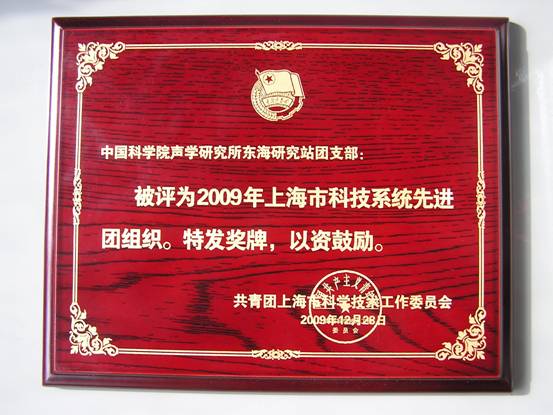 中国科学院声学研究所东海研究站团支部：
被评为2009年上海市科技系统先进
团组织。特发奖牌，以资鼓励。
共青团上海市科学技术工作委员会
2009年12月28日
委员会